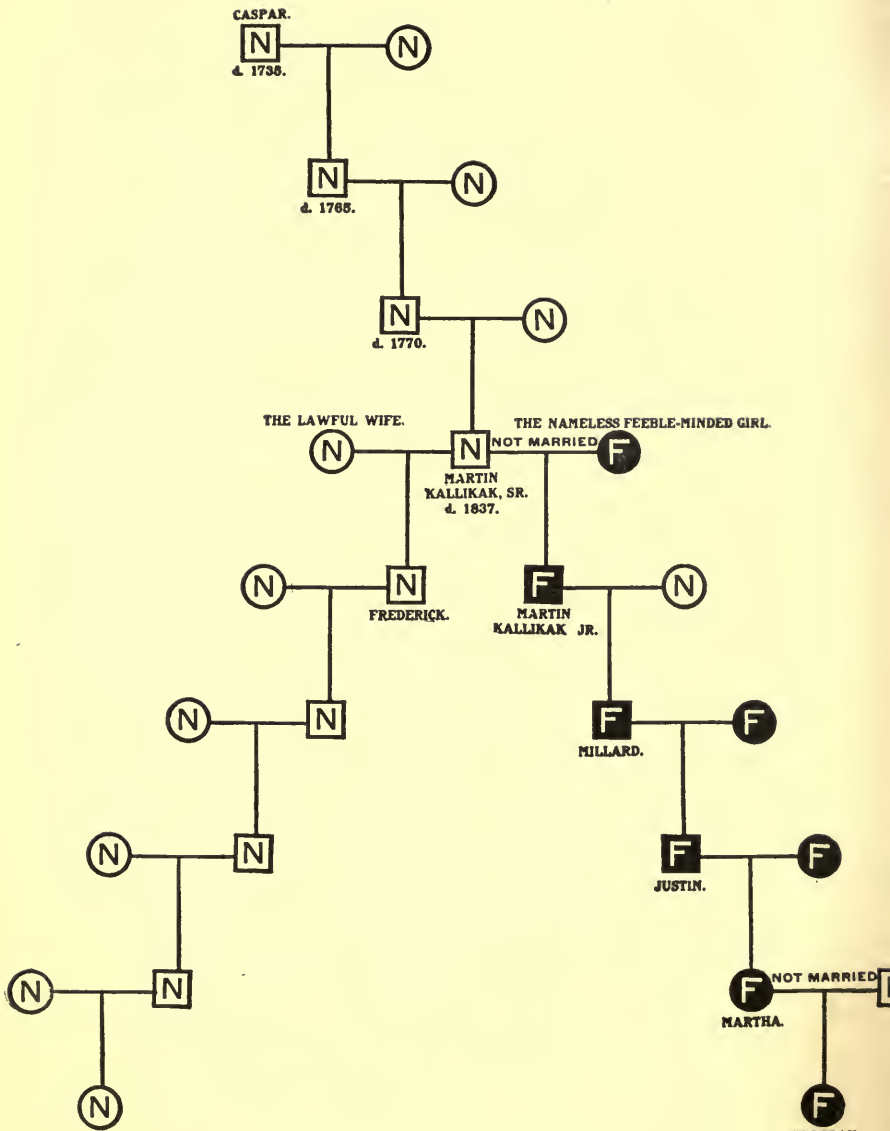 CASPAR.
N N
d. 1735.
N N
d. 1765.
N N
d. 1770.
THE LAWFUL WIFE. THE NAMELESS FEEBLE-MINDED GIRL.
N N NOT MARRIED F
MARTIN
KALLIKAK, SR.
d. 1837.
N N F N
FREDERICK. MARTIN
KALLIKAK JR.
N N F F
MILLARD.
N N F F
JUSTIN.
N N F NOT MARRIED
MARTHA.
N F